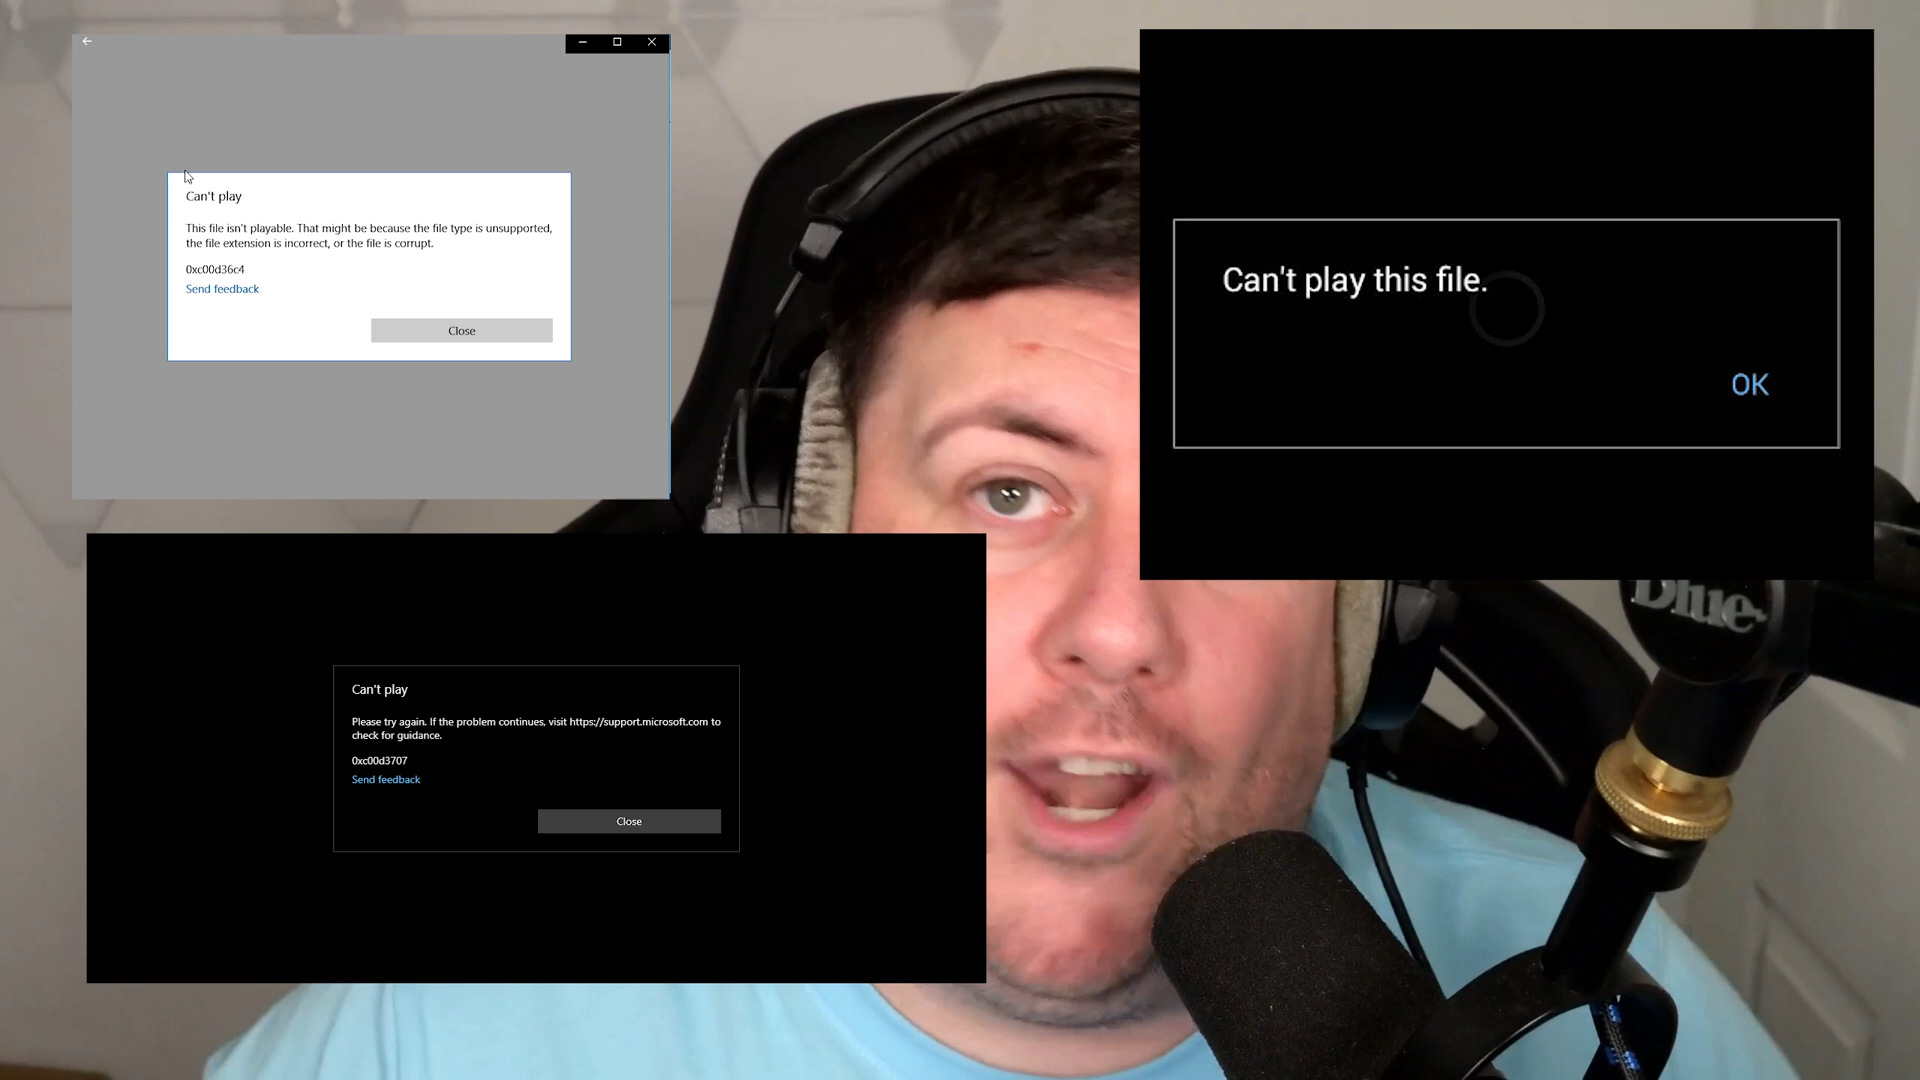 Can't play
This file isn't playable. That might be because the file type is unsupported,
the file extension is incorrect, or the file is corrupt.
0xc00d36c4
Send feedback
Close
Can't play this file.
OK
Can't play
Please try again. If the problem continues, visit https://support.microsoft.com to
check for guidance.
0xc00d3707
Send feedback
Close
Blue